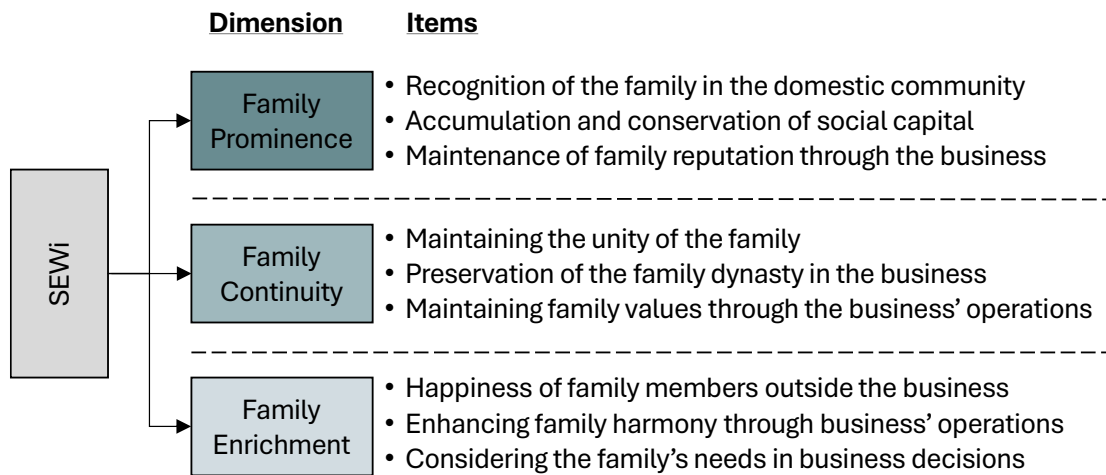 Dimension Items
SEWi
Family
Prominence
• Recognition of the family in the domestic community
• Accumulation and conservation of social capital
• Maintenance of family reputation through the business
Family
Continuity
• Maintaining the unity of the family
• Preservation of the family dynasty in the business
• Maintaining family values through the business’ operations
Family
Enrichment
• Happiness of family members outside the business
• Enhancing family harmony through business’ operations
• Considering the family’s needs in business decisions